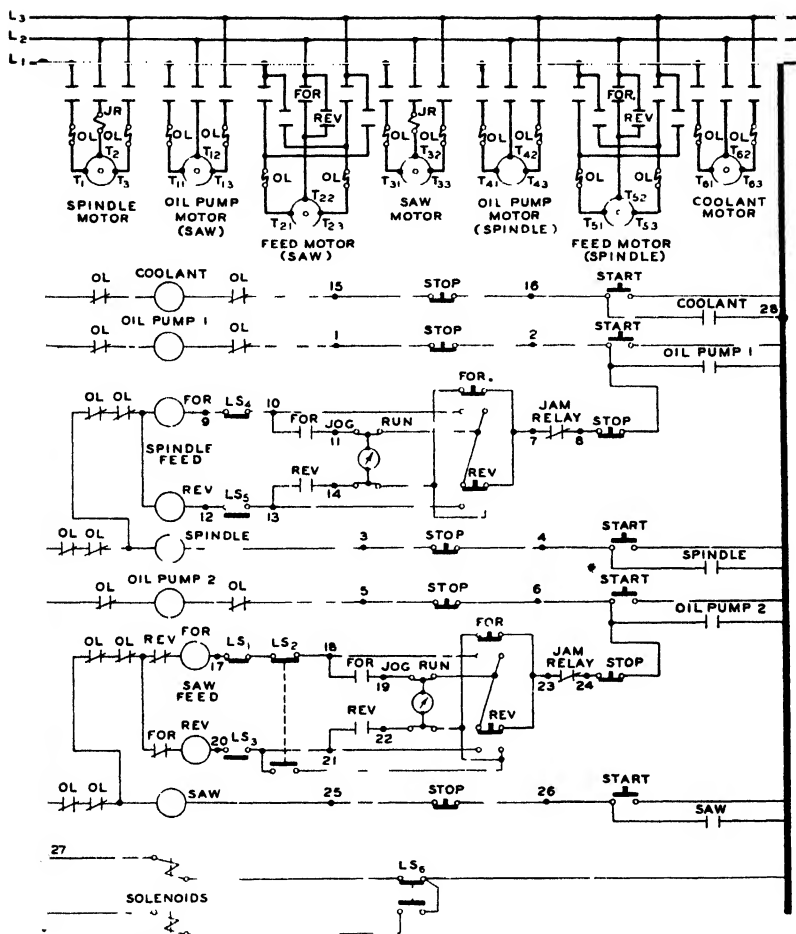 L3
L2
L1
FOR
REV
JR
OL OL
T1 T2 T3
SPINDLE
MOTOR
OL OL
T11 T12 T13
OIL PUMP
MOTOR
(SAW)
OL OL
T21 T22 T23
FEED MOTOR
(SAW)
JR
OL OL
T31 T32 T33
SAW
MOTOR
OL OL
T41 T42 T43
OIL PUMP
MOTOR
(SPINDLE)
FOR.
REV
OL OL
T51 T52 T53
FEED MOTOR
(SPINDLE)
OL OL
T61 T62 T63
COOLANT
MOTOR
OL COOLANT OL 15 STOP 16 START
COOLANT 28
OIL PUMP 1
OL OL 1 STOP 2 START
OIL PUMP 1
OL OL FOR 9 LS4 10 FOR.
FOR JOG RUN 11 JAM
RELAY STOP
7 8
SPINDLE
FEED
REV 12 LS5 13 REV 14 REV
OL OL SPINDLE 3 STOP 4 START
SPINDLE
OIL PUMP 2
OL OL 5 STOP 6 START
OIL PUMP 2
OL OL REV FOR 17 LS1 LS2 18 FOR
FOR JOG RUN 19 JAM
RELAY STOP
23 24
SAW
FEED
FOR REV 20 LS3 21 REV 22 REV
OL OL SAW 25 STOP 26 START
SAW
27
LS6
SOLENOIDS